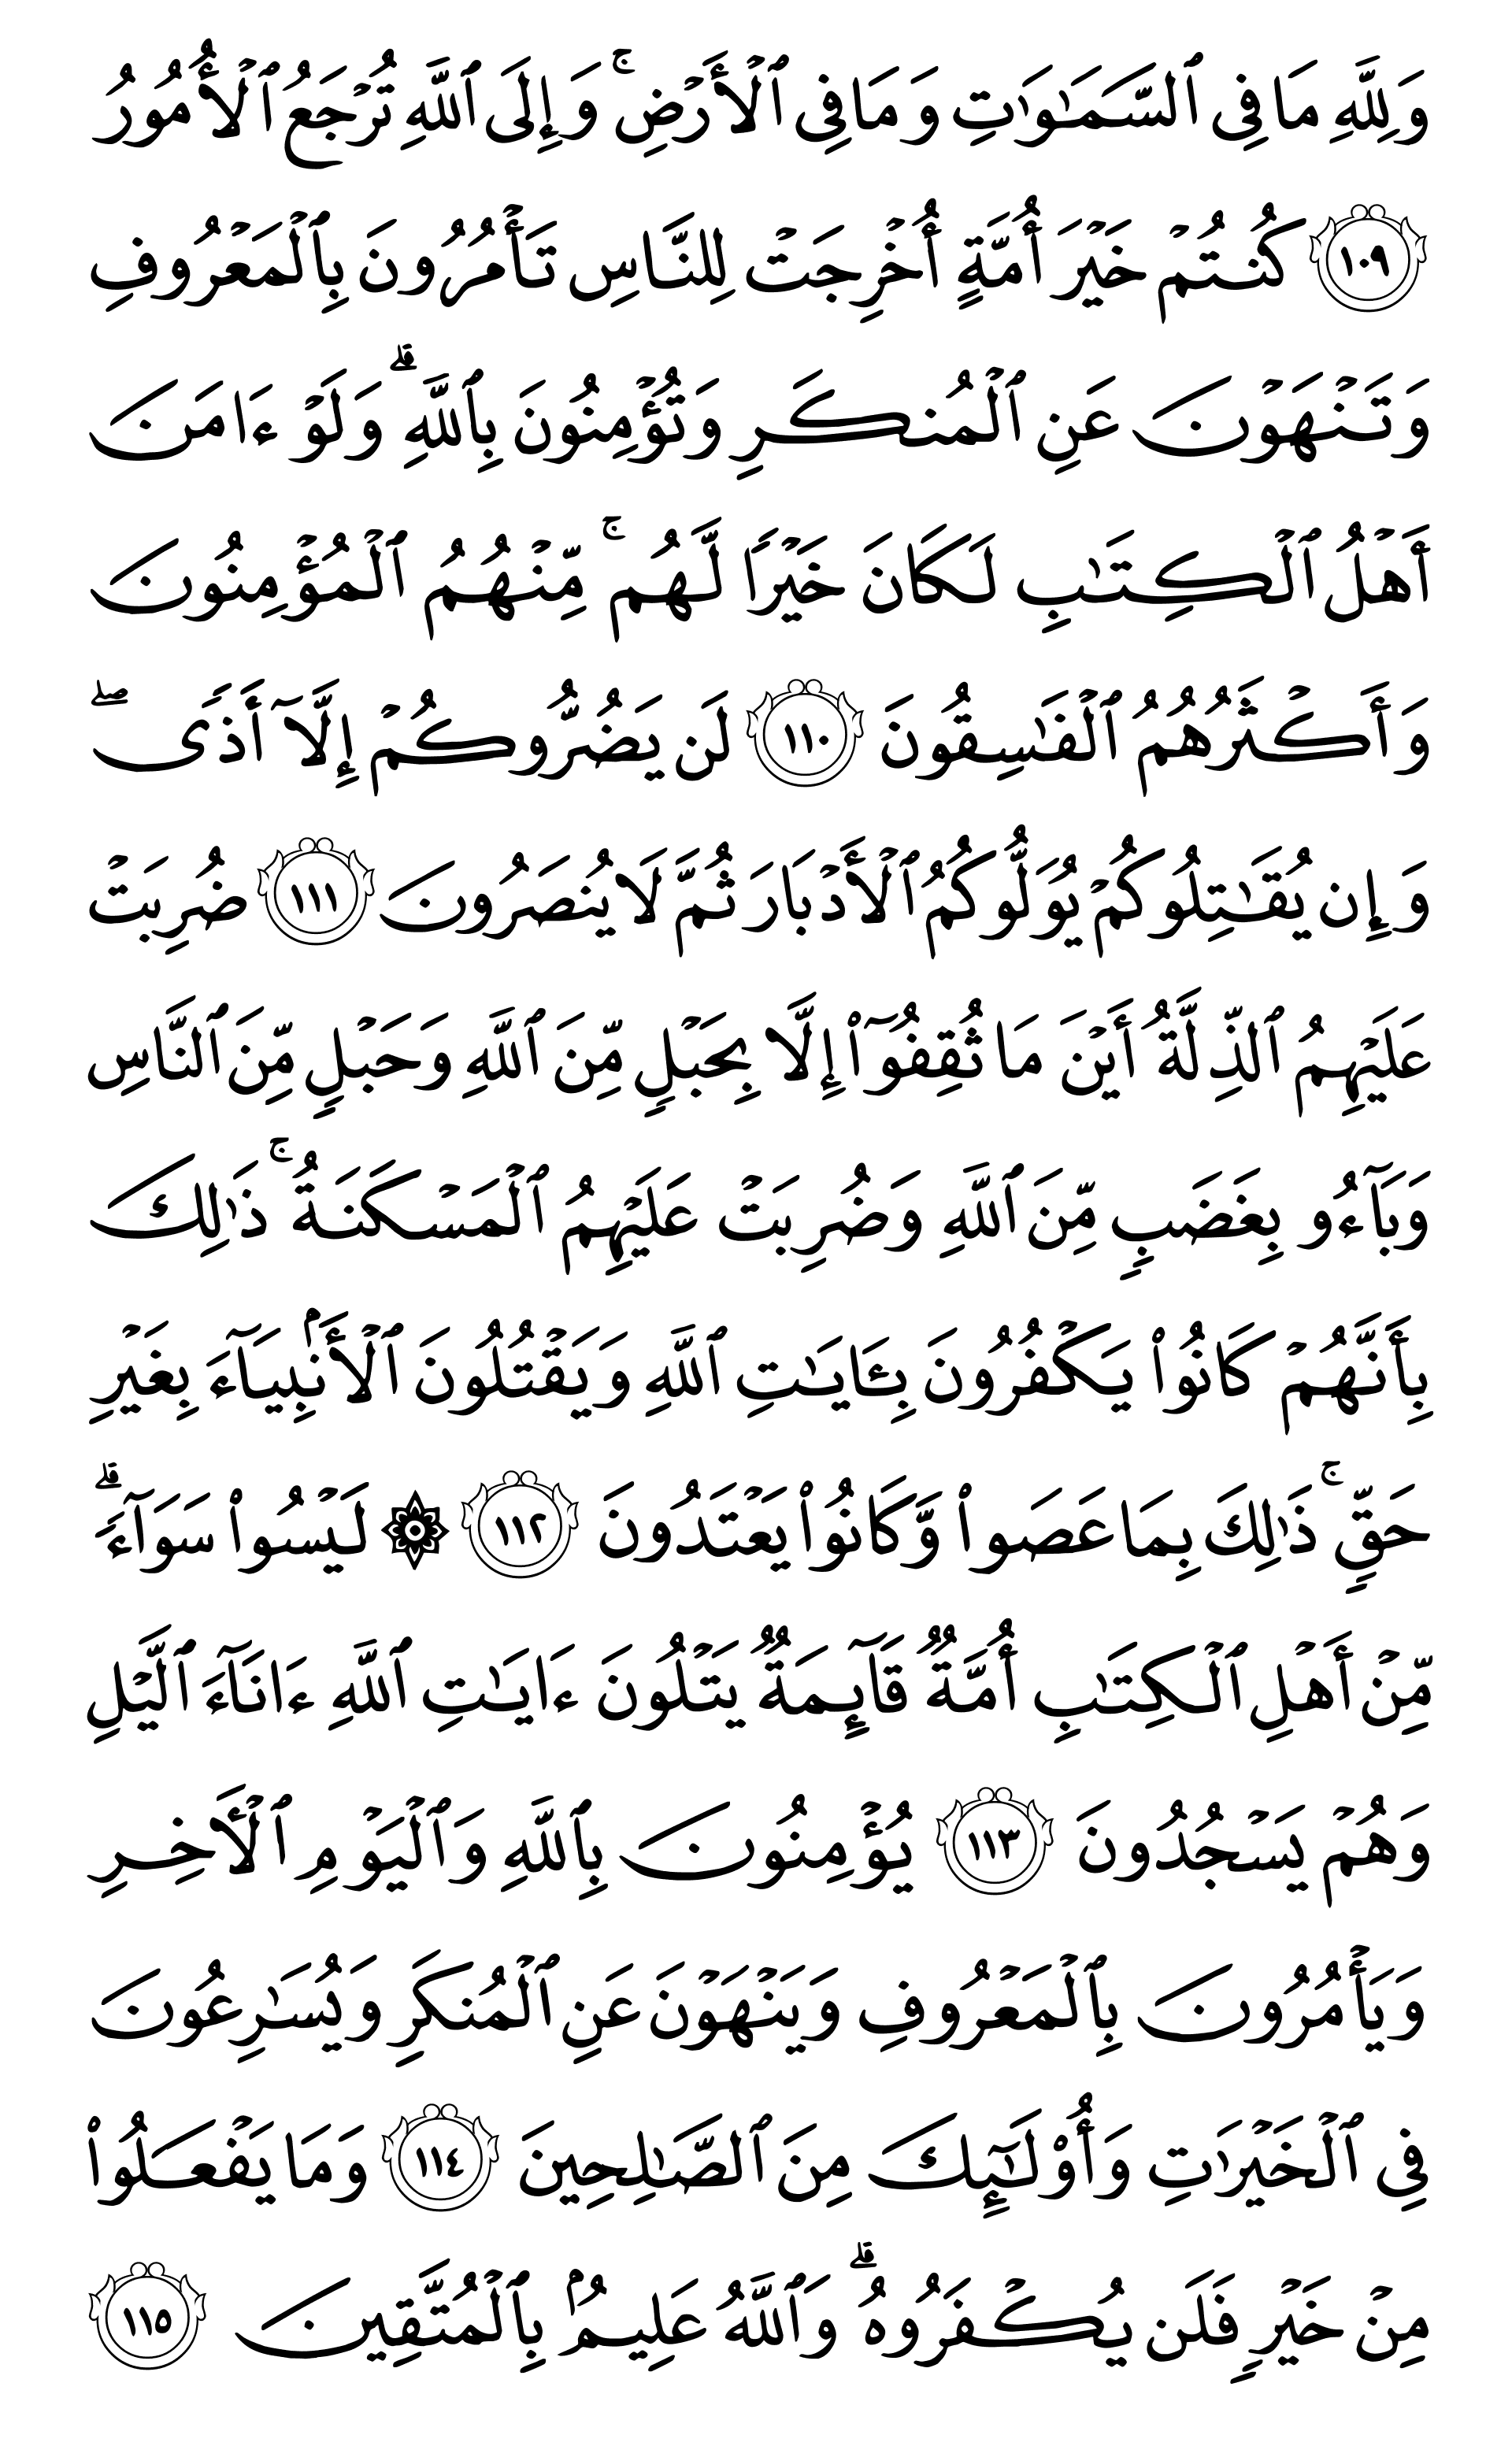 وَلِلَّهِ مَا فِى ٱلسَّمَـٰوَٰتِ وَمَا فِى ٱلۡأَرۡضِۚ وَإِلَى ٱللَّهِ تُرۡجَعُ ٱلۡأُمُورُ
١٠٩ كُنتُمۡ خَيۡرَ أُمَّةٍ أُخۡرِجَتۡ لِلنَّاسِ تَأۡمُرُونَ بِٱلۡمَعۡرُوفِ
وَتَنۡهَوۡنَ عَنِ ٱلۡمُنكَرِ وَتُؤۡمِنُونَ بِٱللَّهِۗ وَلَوۡ ءَامَنَ
أَهۡلُ ٱلۡكِتَـٰبِ لَكَانَ خَيۡرًا لَّهُمۚ مِّنۡهُمُ ٱلۡمُؤۡمِنُونَ
وَأَكۡثَرُهُمُ ٱلۡفَـٰسِقُونَ ١١٠ لَن يَضُرُّوكُمۡ إِلَّآ أَذًىۖ
وَإِن يُقَـٰتِلُوكُمۡ يُوَلُّوكُمُ ٱلۡأَدۡبَارَ ثُمَّ لَا يُنصَرُونَ ١١١ ضُرِبَتۡ
عَلَيۡهِمُ ٱلذِّلَّةُ أَيۡنَ مَا ثُقِفُوٓاْ إِلَّا بِحَبۡلٍ مِّنَ ٱللَّهِ وَحَبۡلٍ مِّنَ ٱلنَّاسِ
وَبَآءُو بِغَضَبٍ مِّنَ ٱللَّهِ وَضُرِبَتۡ عَلَيۡهِمُ ٱلۡمَسۡكَنَةُۚ ذَٰلِكَ
بِأَنَّهُمۡ كَانُواْ يَكۡفُرُونَ بِـَٔايَـٰتِ ٱللَّهِ وَيَقۡتُلُونَ ٱلۡأَنۢبِيَآءَ بِغَيۡرِ
حَقٍّۚ ذَٰلِكَ بِمَا عَصَواْ وَّكَانُواْ يَعۡتَدُونَ ١١٢ ۞ لَيۡسُواْ سَوَآءًۗ
مِّنۡ أَهۡلِ ٱلۡكِتَـٰبِ أُمَّةٌ قَآئِمَةٌ يَتۡلُونَ ءَايَـٰتِ ٱللَّهِ ءَانَآءَ ٱلَّيۡلِ
وَهُمۡ يَسۡجُدُونَ ١١٣ يُؤۡمِنُونَ بِٱللَّهِ وَٱلۡيَوۡمِ ٱلۡأَخِرِ
وَيَأۡمُرُونَ بِٱلۡمَعۡرُوفِ وَيَنۡهَوۡنَ عَنِ ٱلۡمُنكَرِ وَيُسَـٰرِعُونَ
فِى ٱلۡخَيۡرَٰتِ وَأُوْلَـٰٓئِكَ مِنَ ٱلصَّـٰلِحِينَ ١١٤ وَمَا يَفۡعَلُواْ
مِنۡ خَيۡرٍ فَلَن يُكۡفَرُوهُۗ وَٱللَّهُ عَلِيمُۢ بِٱلۡمُتَّقِينَ ١١٥